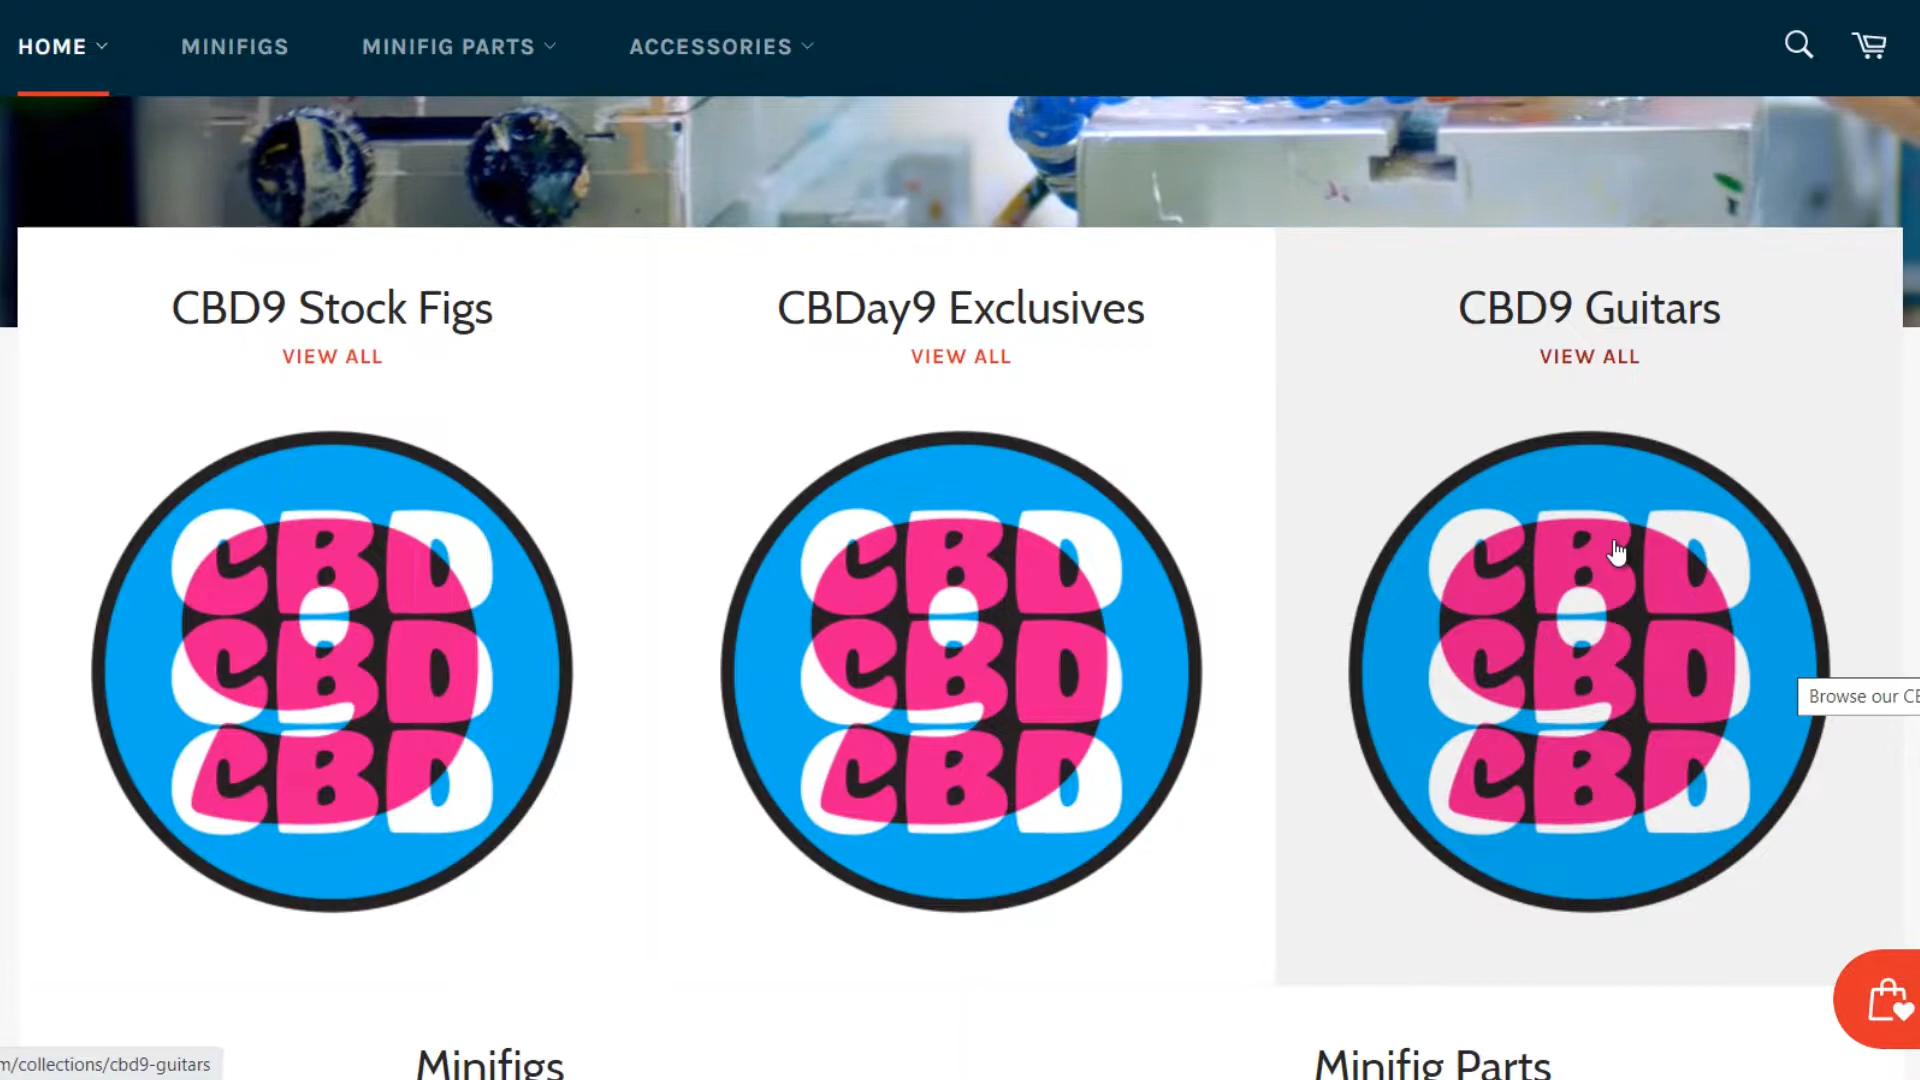 HOME MINIFIGS MINIFIG PARTS ACCESSORIES
CBD9 Stock Figs
VIEW ALL
CBDay9 Exclusives
VIEW ALL
CBD9 Guitars
VIEW ALL
CBD
CBD
CBD
CBD
CBD
CBD
CBD
CBD
CBD
Browse our CB
Minifigs
Minifig Parts
m/collections/cbd9-guitars